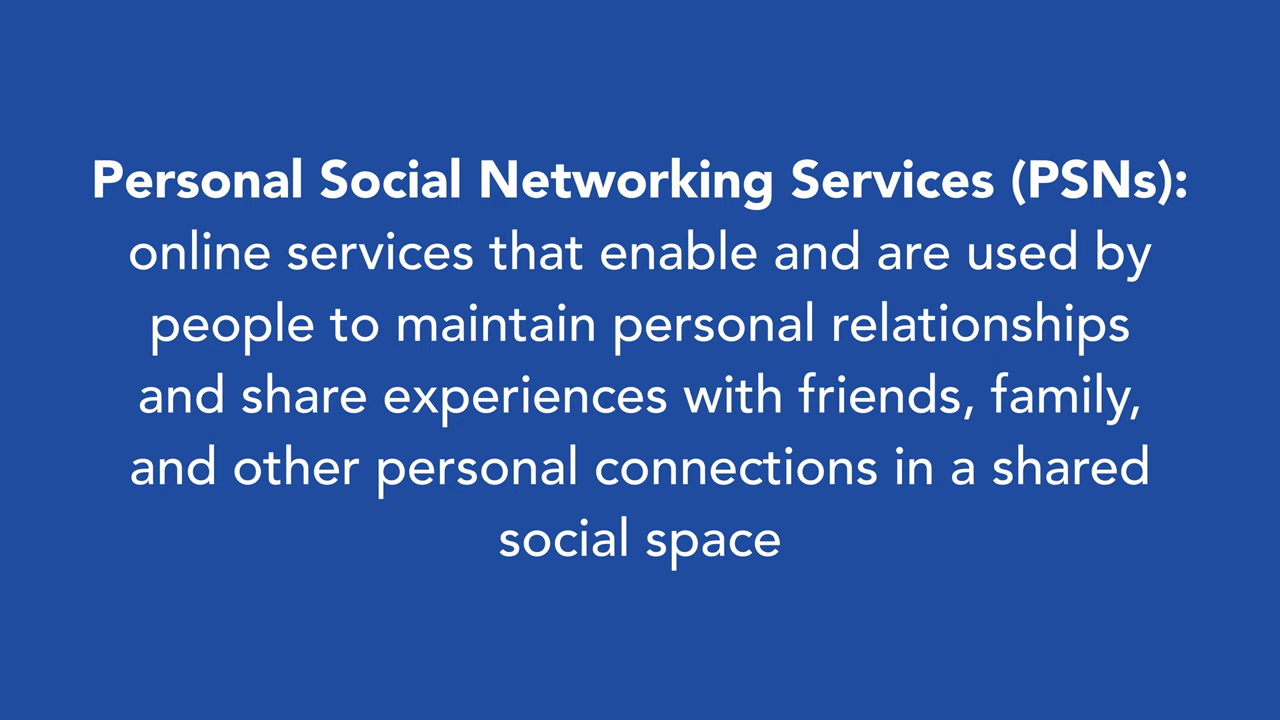 Personal Social Networking Services (PSNs):
online services that enable and are used by
people to maintain personal relationships
and share experiences with friends, family,
and other personal connections in a shared
social space